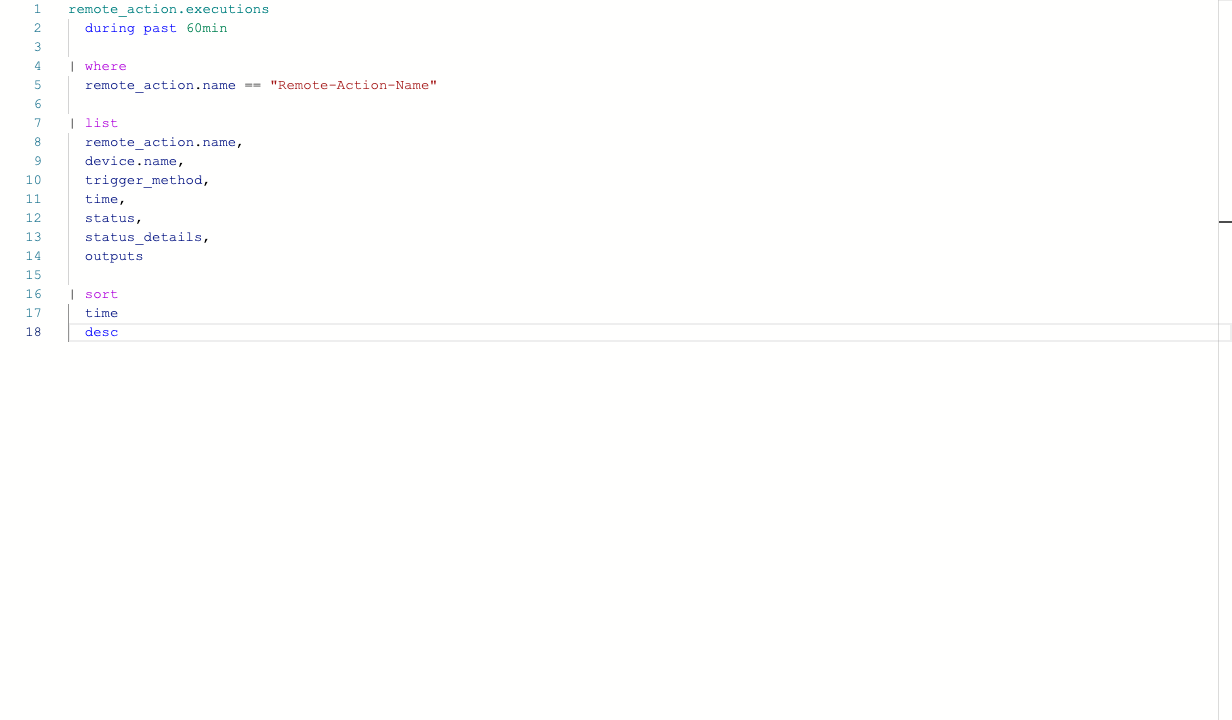 1 remote_action.executions
2 during past 60min
3
4 | where
5 remote_action.name == "Remote-Action-Name"
6
7 | list
8 remote_action.name,
9 device.name,
10 trigger_method,
11 time,
12 status,
13 status_details,
14 outputs
15
16 | sort
17 time
18 desc